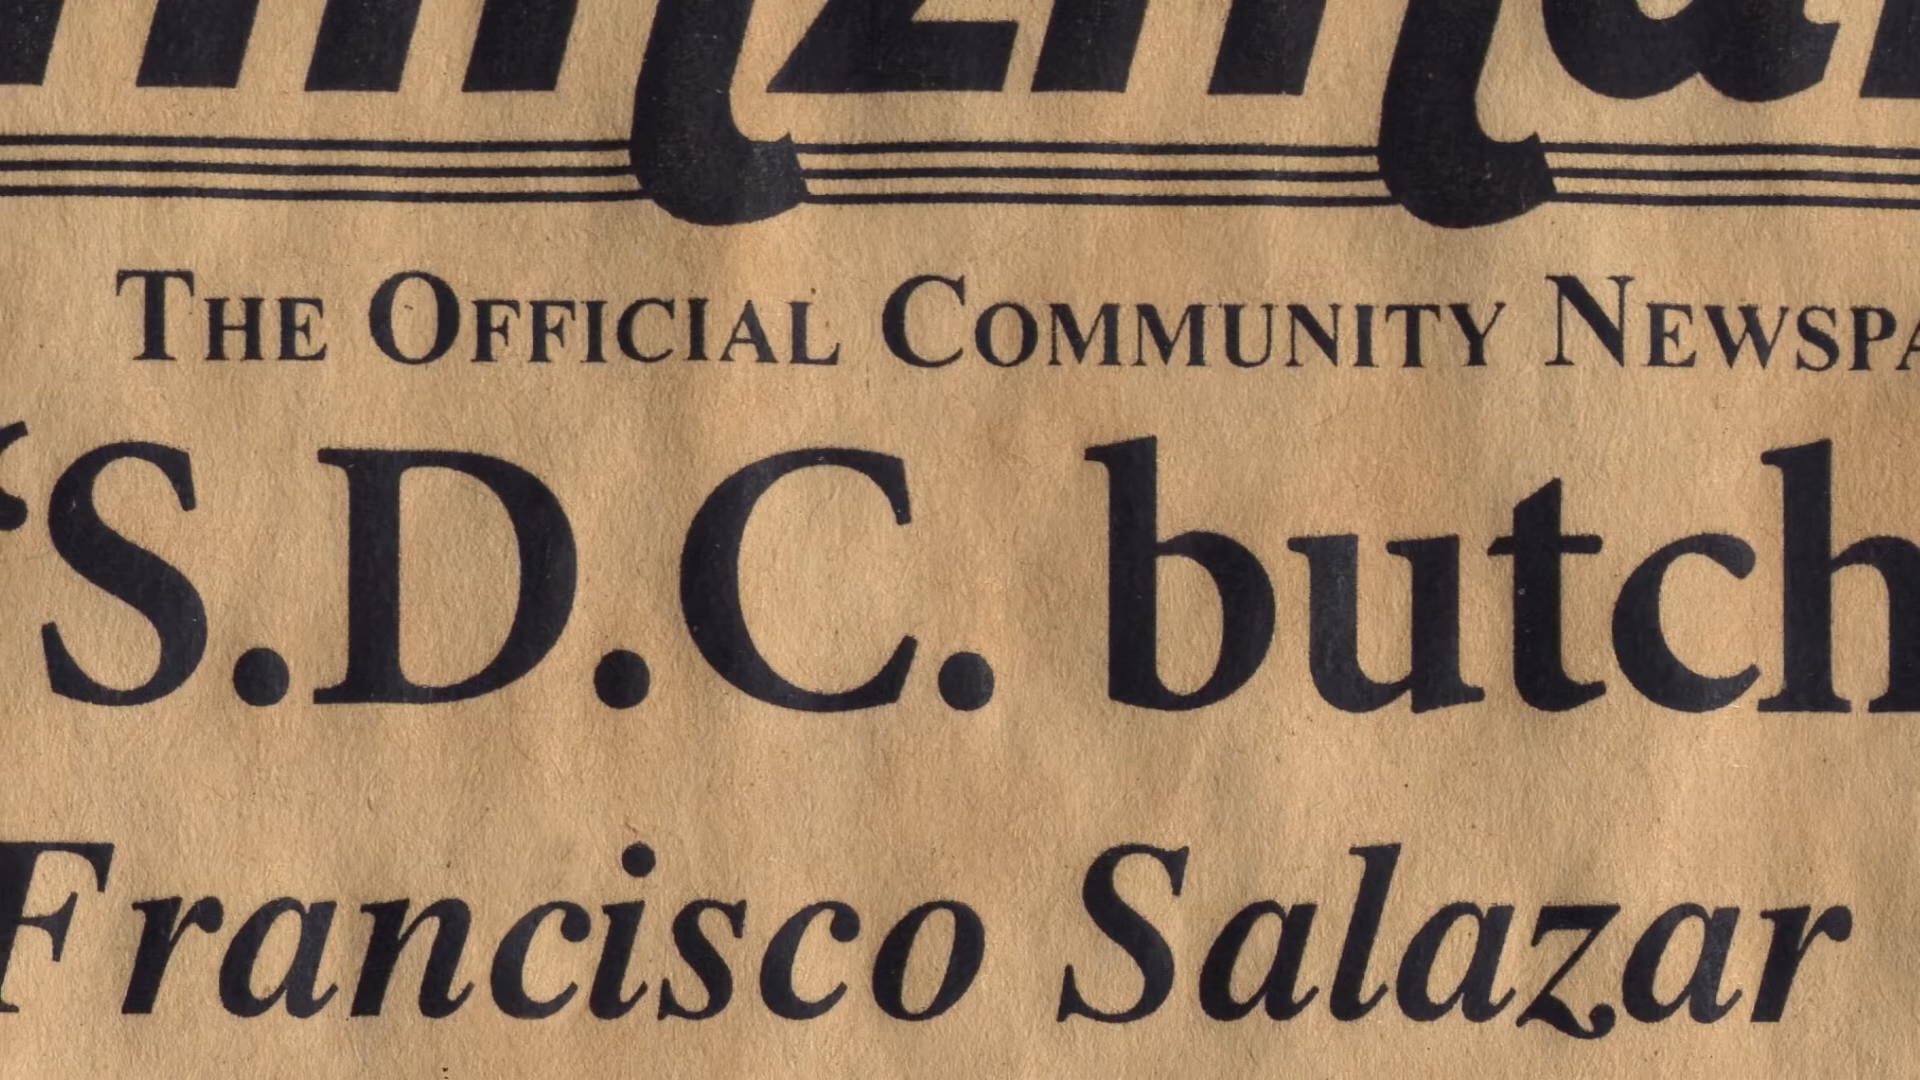 The Official Community Newspa
“S.D.C. butch
Francisco Salazar